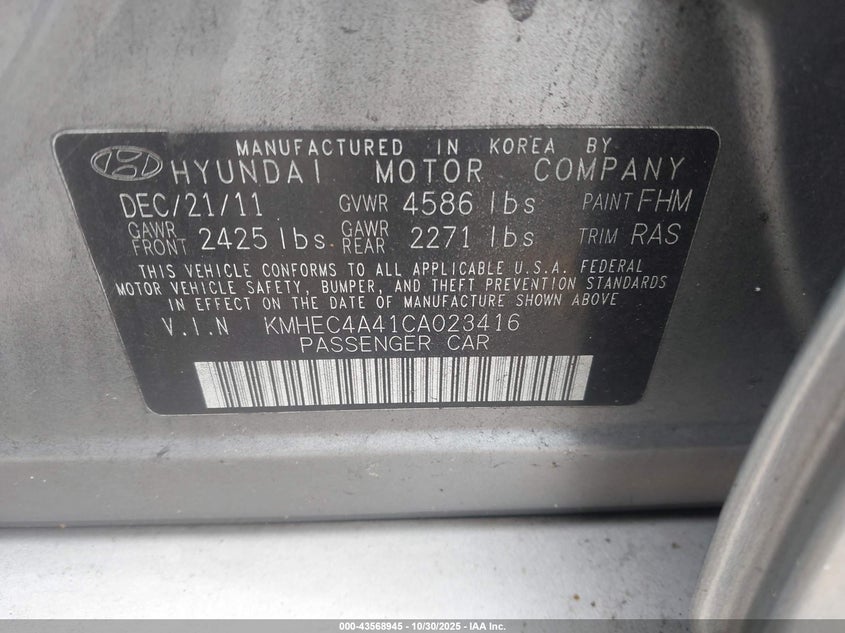 MANUFACTURED IN KOREA BY
HYUNDAI MOTOR COMPANY
DEC/21/11 GVWR 4586 lbs PAINT FHM
GAWR FRONT 2425 lbs GAWR REAR 2271 lbs TRIM RAS
THIS VEHICLE CONFORMS TO ALL APPLICABLE U.S.A. FEDERAL
MOTOR VEHICLE SAFETY, BUMPER, AND THEFT PREVENTION STANDARDS
IN EFFECT ON THE DATE OF MANUFACTURE SHOWN ABOVE
V.I.N KMHEC4A41CA023416
PASSENGER CAR
000-43568945 - 10/30/2025 - IAA Inc.